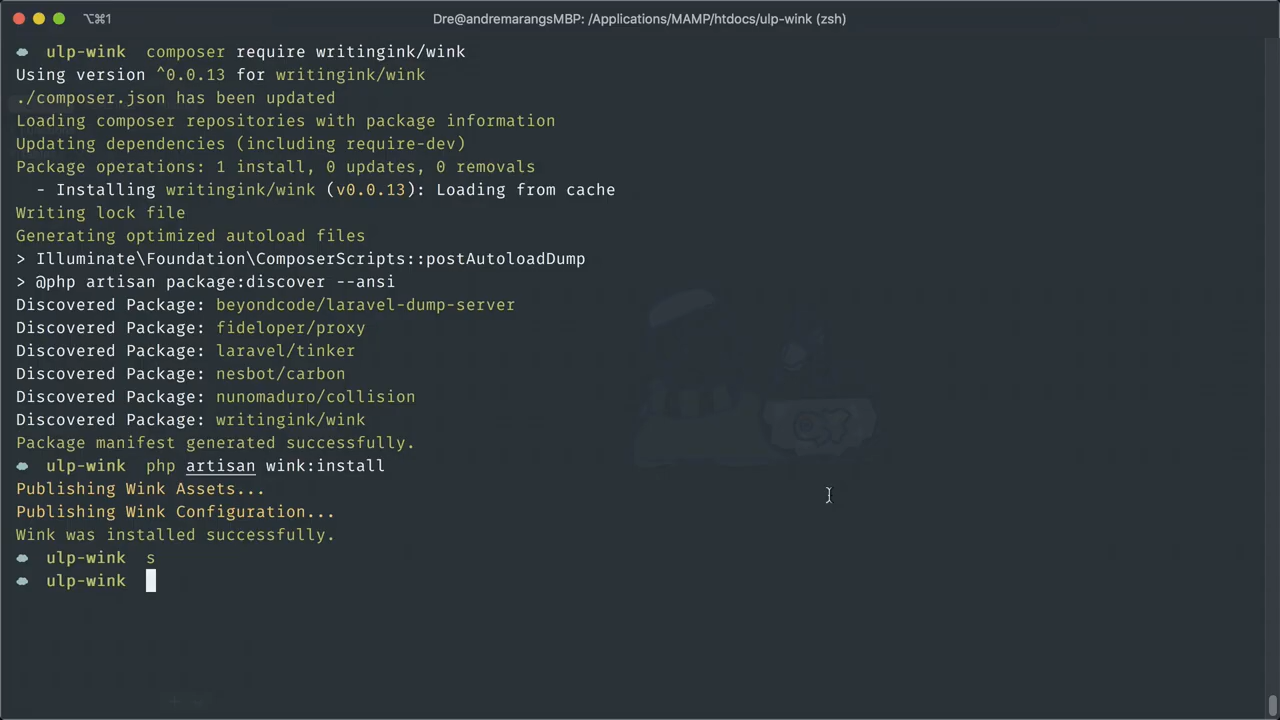 ⌥⌘1
Dre@andremarangsMBP: /Applications/MAMP/htdocs/ulp-wink (zsh)
ulp-wink composer require writingink/wink
Using version ^0.0.13 for writingink/wink
./composer.json has been updated
Loading composer repositories with package information
Updating dependencies (including require-dev)
Package operations: 1 install, 0 updates, 0 removals
  - Installing writingink/wink (v0.0.13): Loading from cache
Writing lock file
Generating optimized autoload files
> Illuminate\Foundation\ComposerScripts::postAutoloadDump
> @php artisan package:discover --ansi
Discovered Package: beyondcode/laravel-dump-server
Discovered Package: fideloper/proxy
Discovered Package: laravel/tinker
Discovered Package: nesbot/carbon
Discovered Package: nunomaduro/collision
Discovered Package: writingink/wink
Package manifest generated successfully.
ulp-wink php artisan wink:install
Publishing Wink Assets...
Publishing Wink Configuration...
Wink was installed successfully.
ulp-wink s
ulp-wink